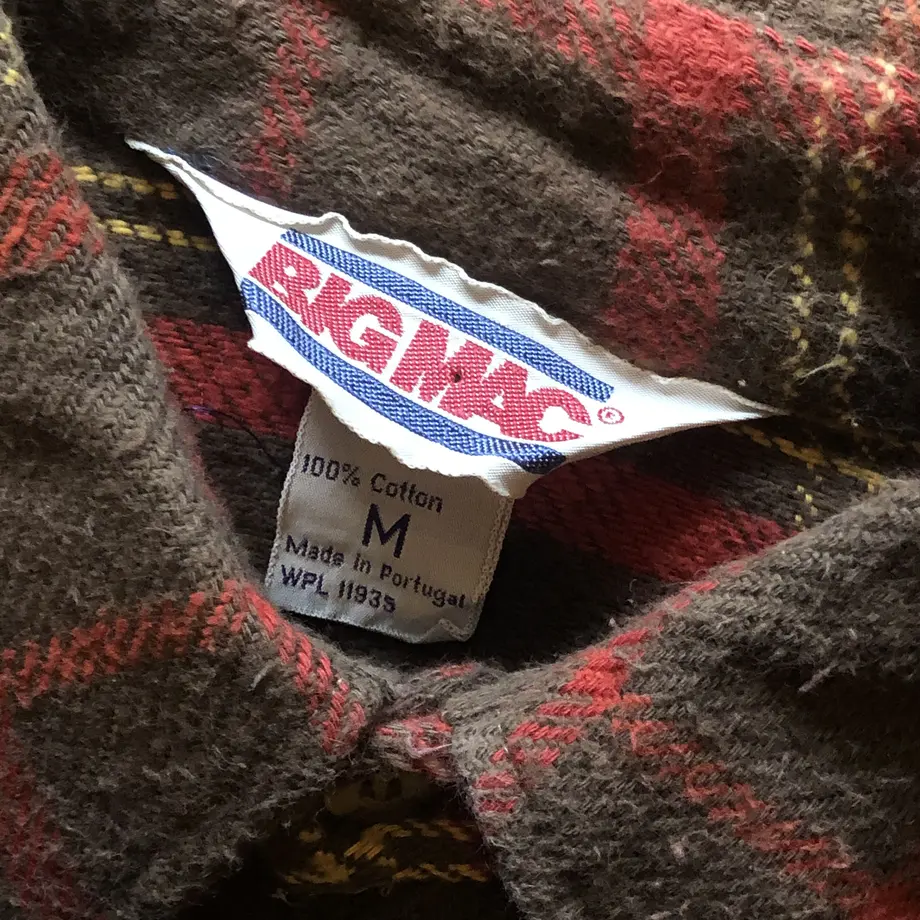 BIG MAC ®
100% Cotton
M
Made in Portugal
WPL 11935